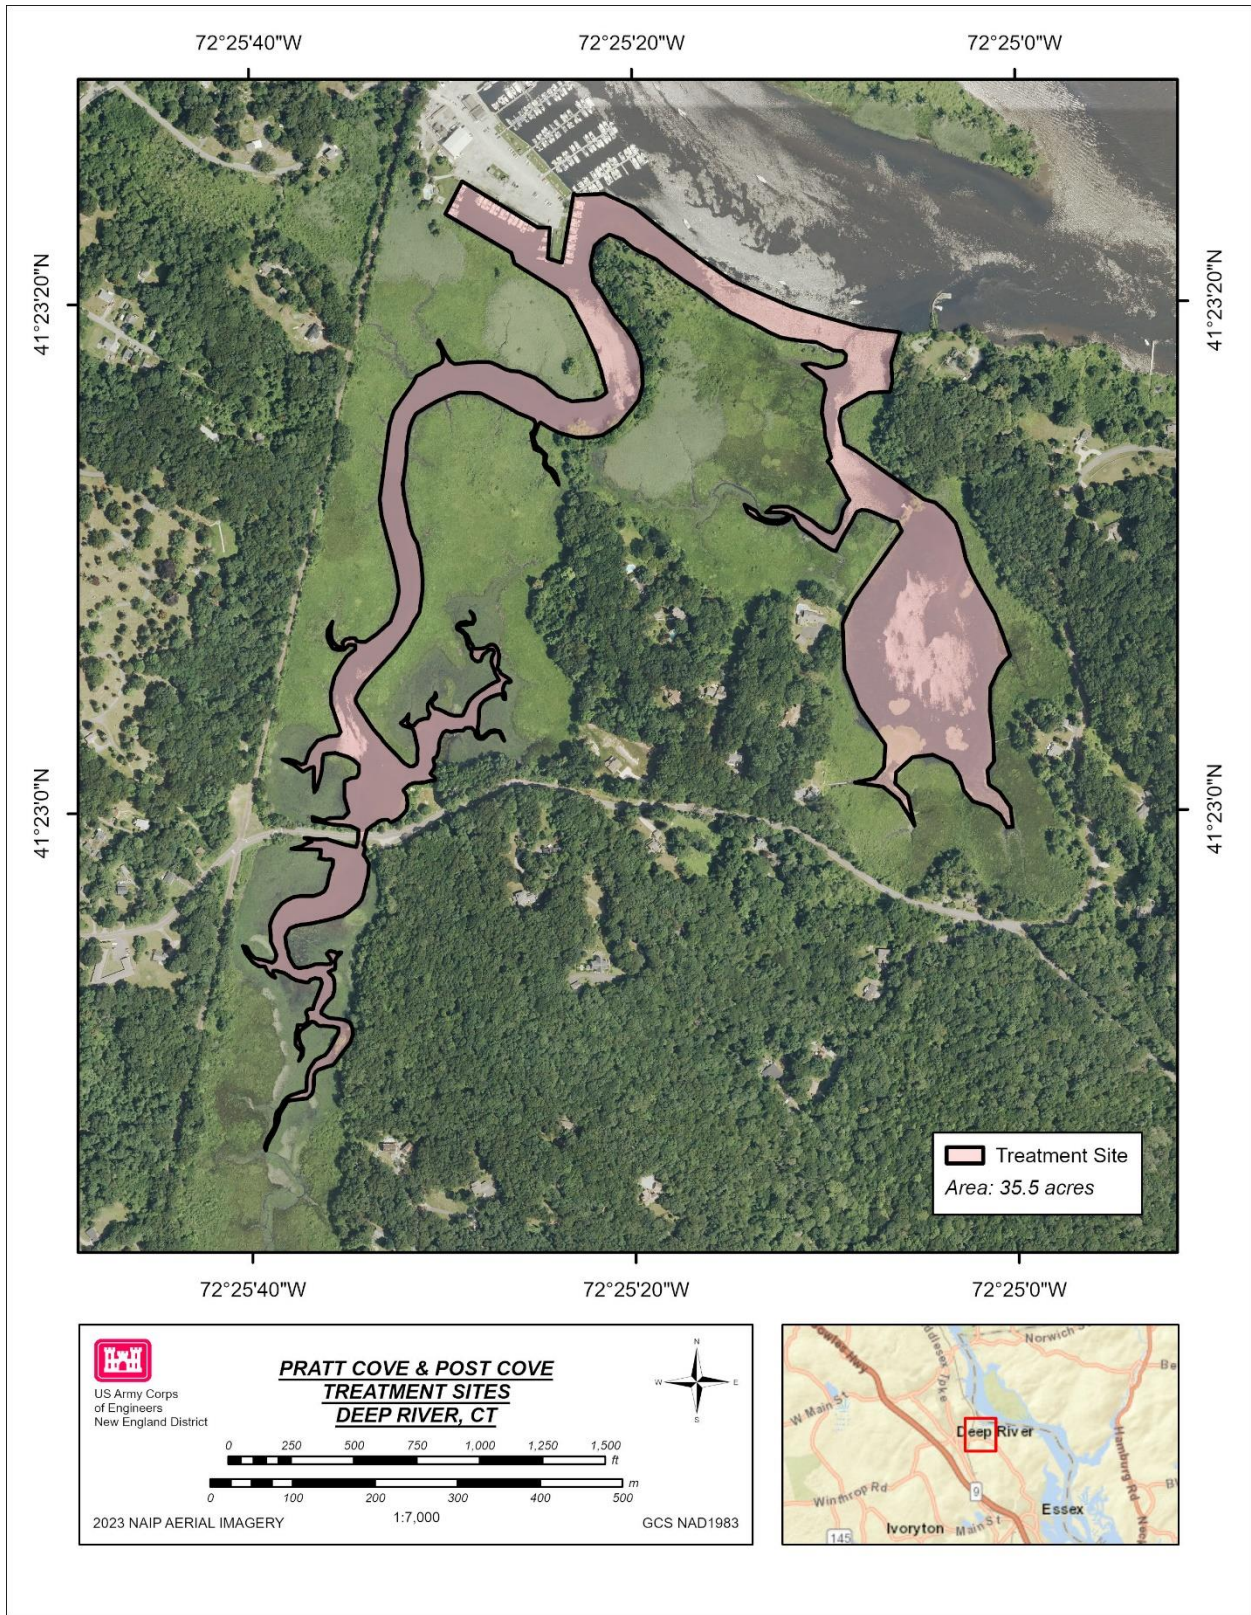 72°25'40"W
72°25'20"W
72°25'0"W
41°23'20"N
41°23'20"N
41°23'0"N
41°23'0"N
Treatment Site
Area: 35.5 acres
72°25'40"W
72°25'20"W
72°25'0"W
US Army Corps
of Engineers
New England District
PRATT COVE & POST COVE
TREATMENT SITES
DEEP RIVER, CT
N
W E
S
0 250 500 750 1,000 1,250 1,500
ft
m
0 100 200 300 400 500
2023 NAIP AERIAL IMAGERY
1:7,000
GCS NAD1983
Norwich
W Main St
Deep River
Hamburg Rd
Winthrop Rd
9
Essex
Ivoryton
Main St
145